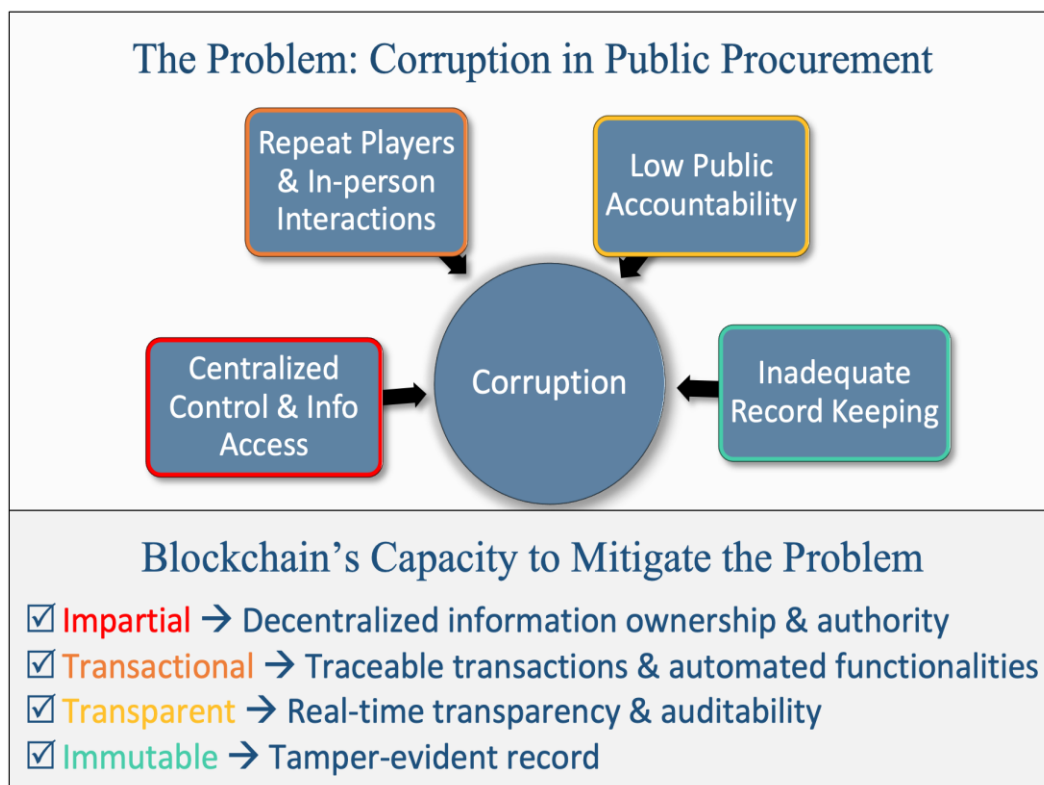 The Problem: Corruption in Public Procurement
Repeat Players
& In-person
Interactions
Low Public
Accountability
Centralized
Control & Info
Access
Corruption
Inadequate
Record Keeping
Blockchain’s Capacity to Mitigate the Problem
☑ Impartial → Decentralized information ownership & authority
☑ Transactional → Traceable transactions & automated functionalities
☑ Transparent → Real-time transparency & auditability
☑ Immutable → Tamper-evident record